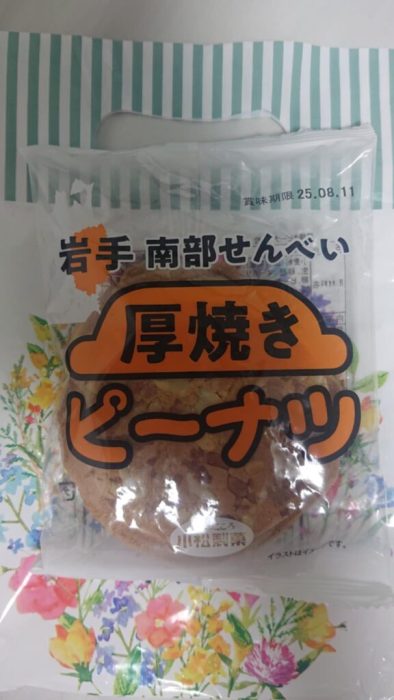 賞味期限 25.08.11
岩手 南部せんべい
厚焼き
ピーナツ
小松製菓
イラストはイメージです。